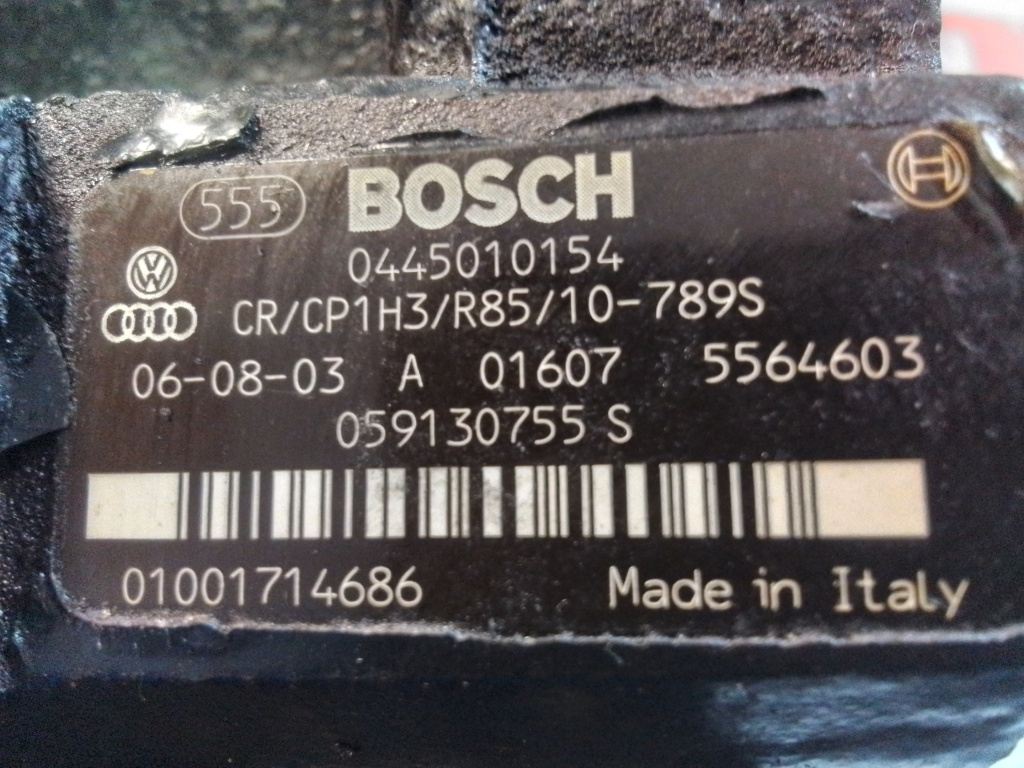 555 BOSCH
0445010154
CR/CP1H3/R85/10-789S
06-08-03 A 01607 5564603
059130755 S
01001714686 Made in Italy